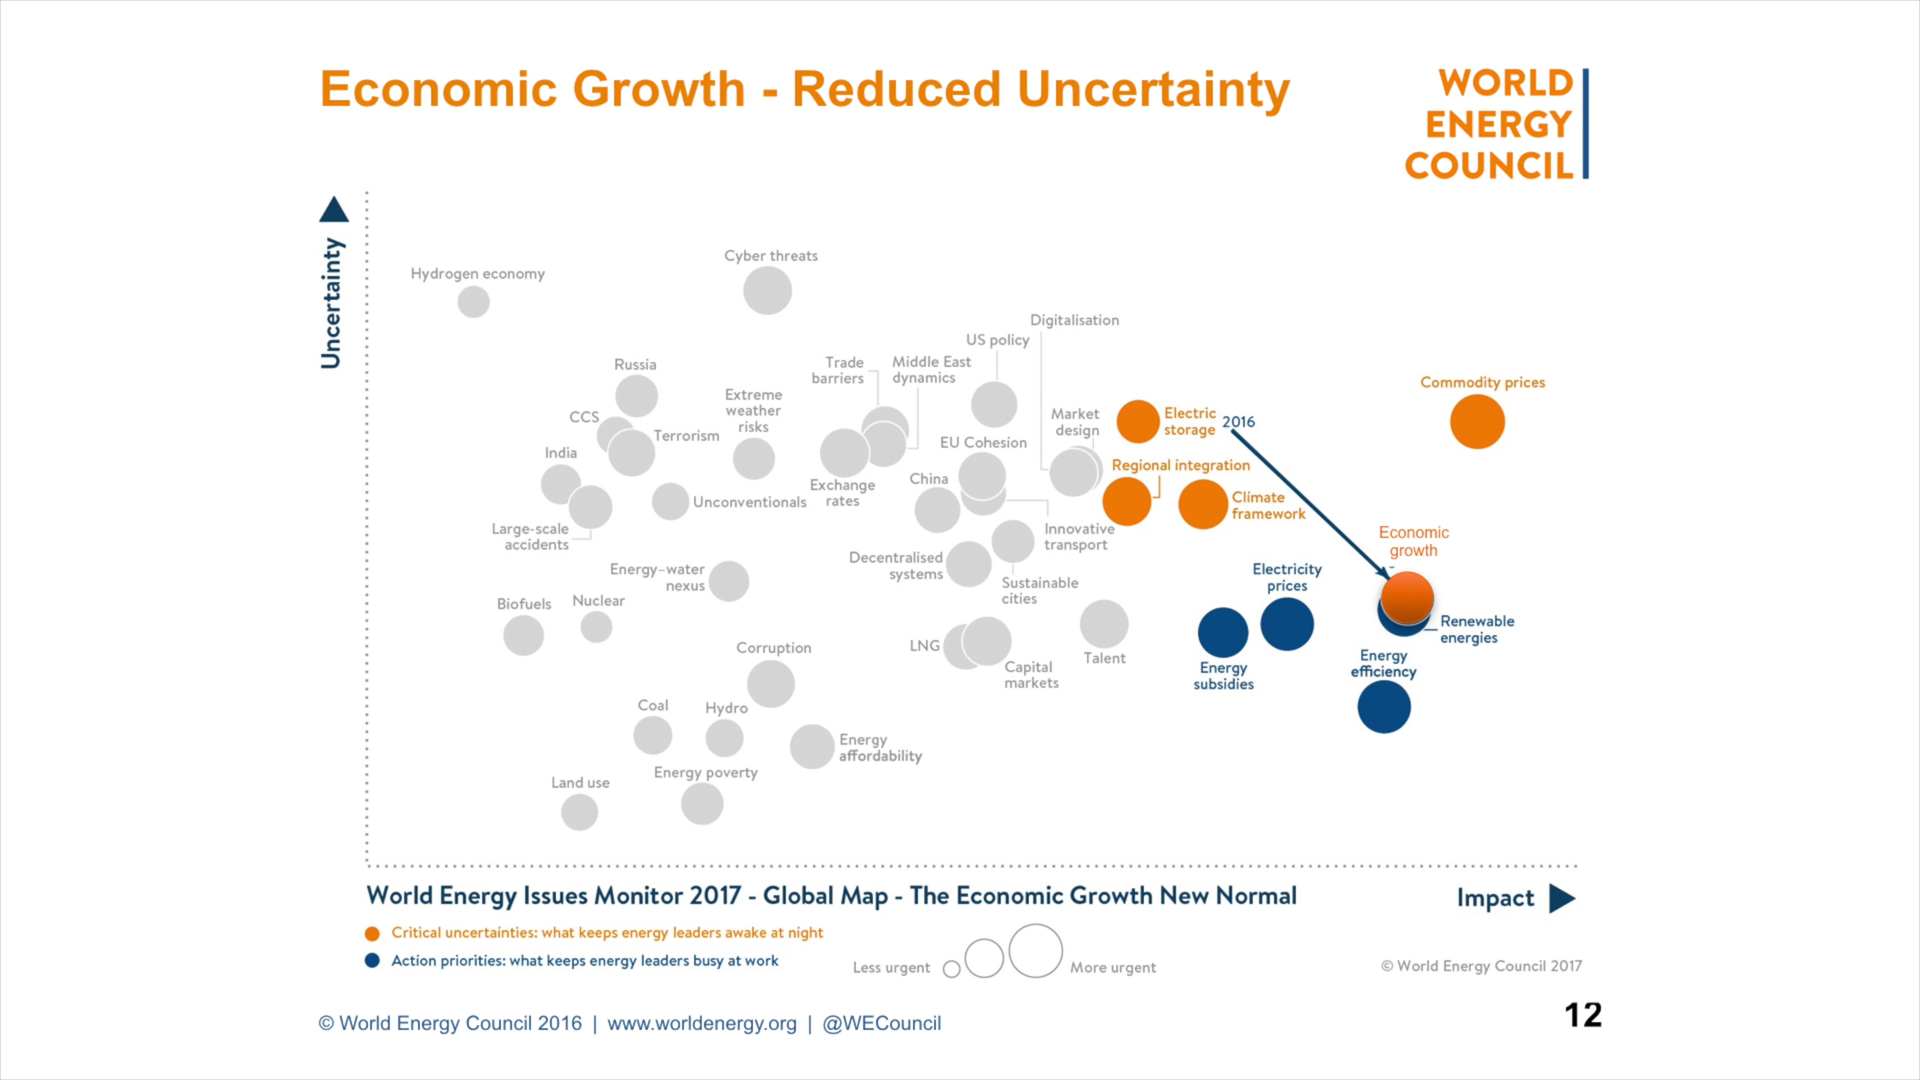 Economic Growth - Reduced Uncertainty
WORLD
ENERGY
COUNCIL
Uncertainty
Hydrogen economy
Cyber threats
Digitalisation
US policy
Russia
Trade
barriers
Middle East
dynamics
Extreme
weather
risks
CCS
Terrorism
India
Market
design
Electric
storage
2016
Commodity prices
EU Cohesion
Regional integration
China
Exchange
rates
Unconventionals
Climate
framework
Large-scale
accidents
Innovative
transport
Economic
growth
Decentralised
systems
Sustainable
cities
Energy-water
nexus
Electricity
prices
Biofuels
Nuclear
Renewable
energies
LNG
Capital
markets
Talent
Energy
subsidies
Energy
efficiency
Corruption
Coal
Hydro
Energy
affordability
Energy poverty
Land use
World Energy Issues Monitor 2017 - Global Map - The Economic Growth New Normal
Impact
Critical uncertainties: what keeps energy leaders awake at night
Action priorities: what keeps energy leaders busy at work
Less urgent
More urgent
© World Energy Council 2017
© World Energy Council 2016 | www.worldenergy.org | @WECouncil
12